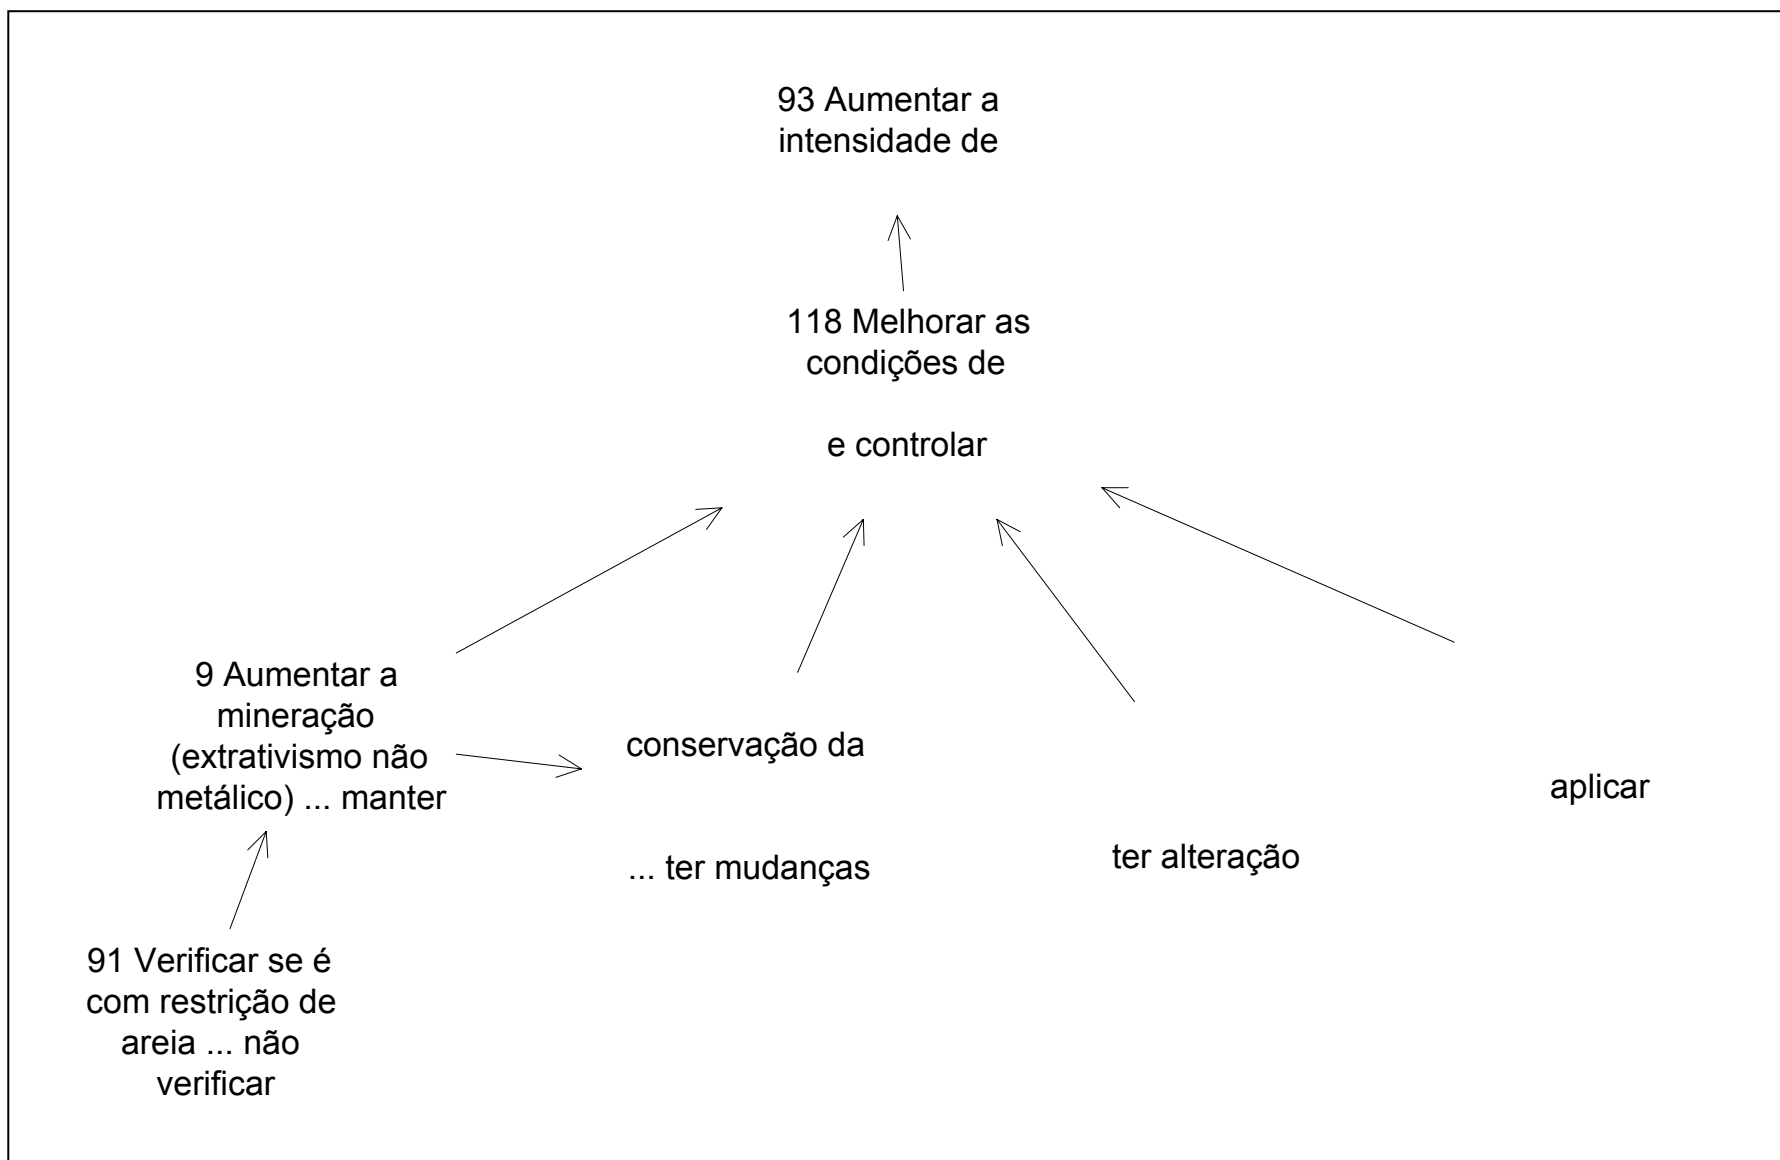 93 Aumentar a
intensidade de
118 Melhorar as
condições de
e controlar
9 Aumentar a
mineração
(extrativismo não
metálico) ... manter
conservação da
... ter mudanças
ter alteração
aplicar
91 Verificar se é
com restrição de
areia ... não
verificar